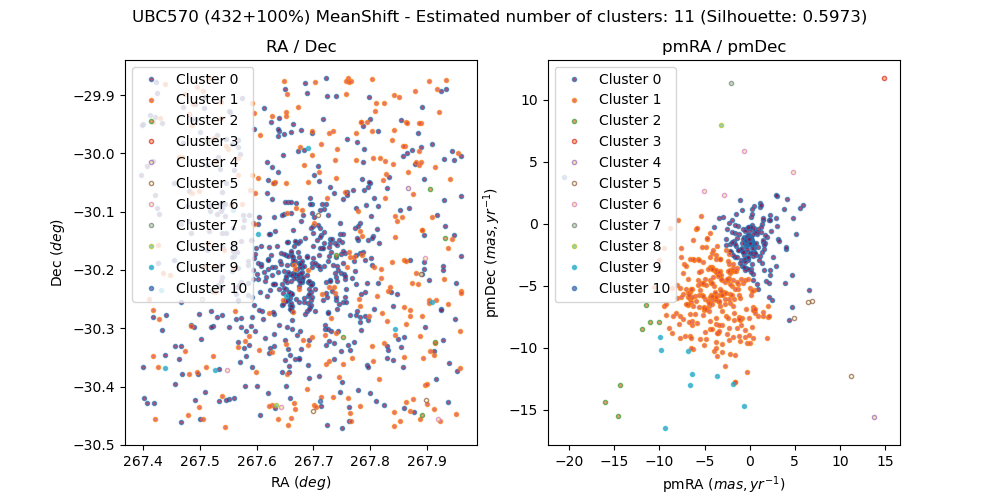 UBC570 (432+100%) MeanShift - Estimated number of clusters: 11 (Silhouette: 0.5973)
RA / Dec
Cluster 0
Cluster 1
Cluster 2
Cluster 3
Cluster 4
Cluster 5
Cluster 6
Cluster 7
Cluster 8
Cluster 9
Cluster 10
−29.9
−30.0
−30.1
−30.2
−30.3
−30.4
−30.5
Dec (deg)
267.4 267.5 267.6 267.7 267.8 267.9
RA (deg)
pmRA / pmDec
Cluster 0
Cluster 1
Cluster 2
Cluster 3
Cluster 4
Cluster 5
Cluster 6
Cluster 7
Cluster 8
Cluster 9
Cluster 10
10
5
0
−5
−10
−15
pmDec (mas, yr⁻¹)
−20 −15 −10 −5 0 5 10 15
pmRA (mas, yr⁻¹)